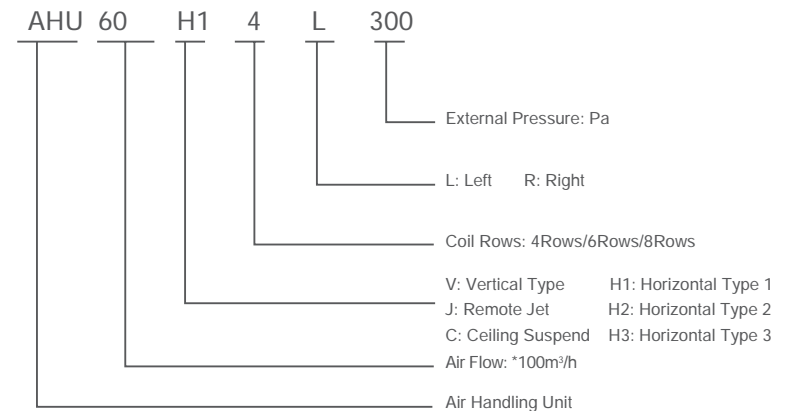 AHU 60 H1 4 L 300
External Pressure: Pa
L: Left R: Right
Coil Rows: 4Rows/6Rows/8Rows
V: Vertical Type H1: Horizontal Type 1
J: Remote Jet H2: Horizontal Type 2
C: Ceiling Suspend H3: Horizontal Type 3
Air Flow: *100m³/h
Air Handling Unit